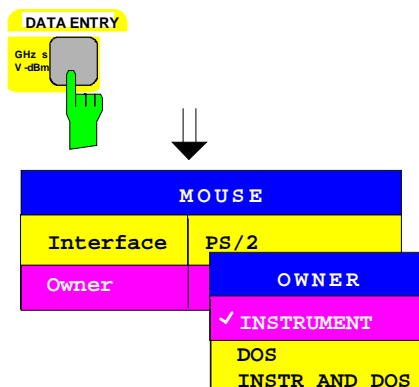 DATA ENTRY
GHz s
V -dBm
MOUSE
Interface PS/2
Owner
OWNER
✓ INSTRUMENT
DOS
INSTR AND DOS